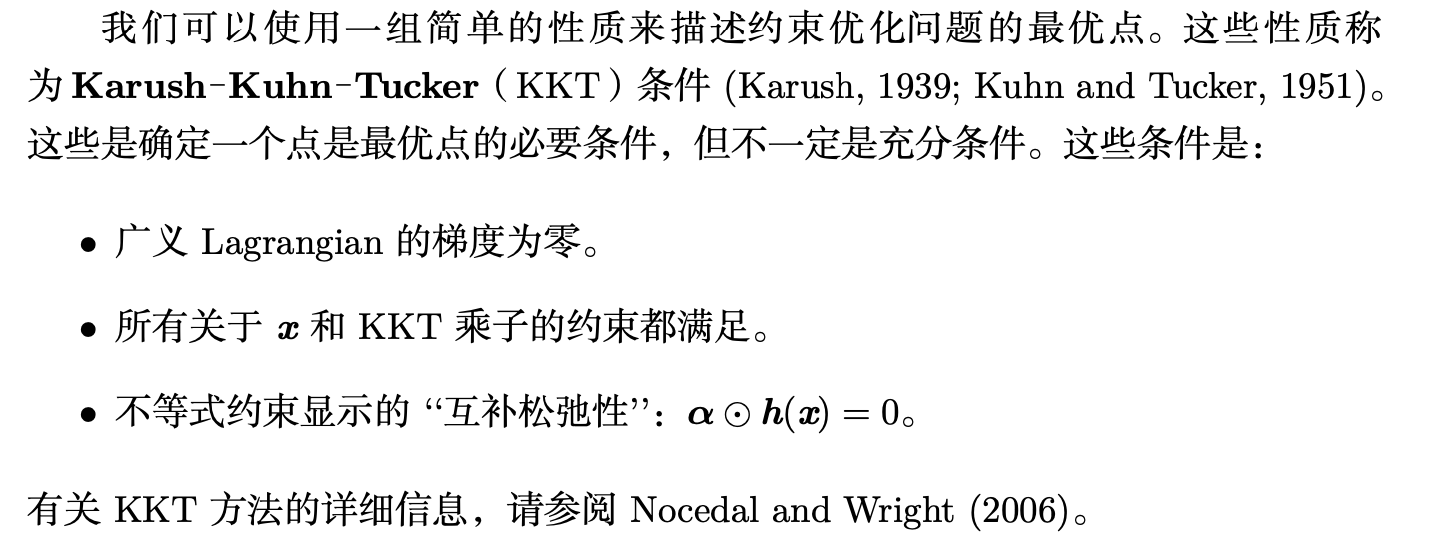 我们可以使用一组简单的性质来描述约束优化问题的最优点。这些性质称
为 Karush–Kuhn–Tucker（KKT）条件 (Karush, 1939; Kuhn and Tucker, 1951)。
这些是确定一个点是最优点的必要条件，但不一定是充分条件。这些条件是：
• 广义 Lagrangian 的梯度为零。
• 所有关于 x 和 KKT 乘子的约束都满足。
• 不等式约束显示的 “互补松弛性”：α ⊙ h(x) = 0。
有关 KKT 方法的详细信息，请参阅 Nocedal and Wright (2006)。